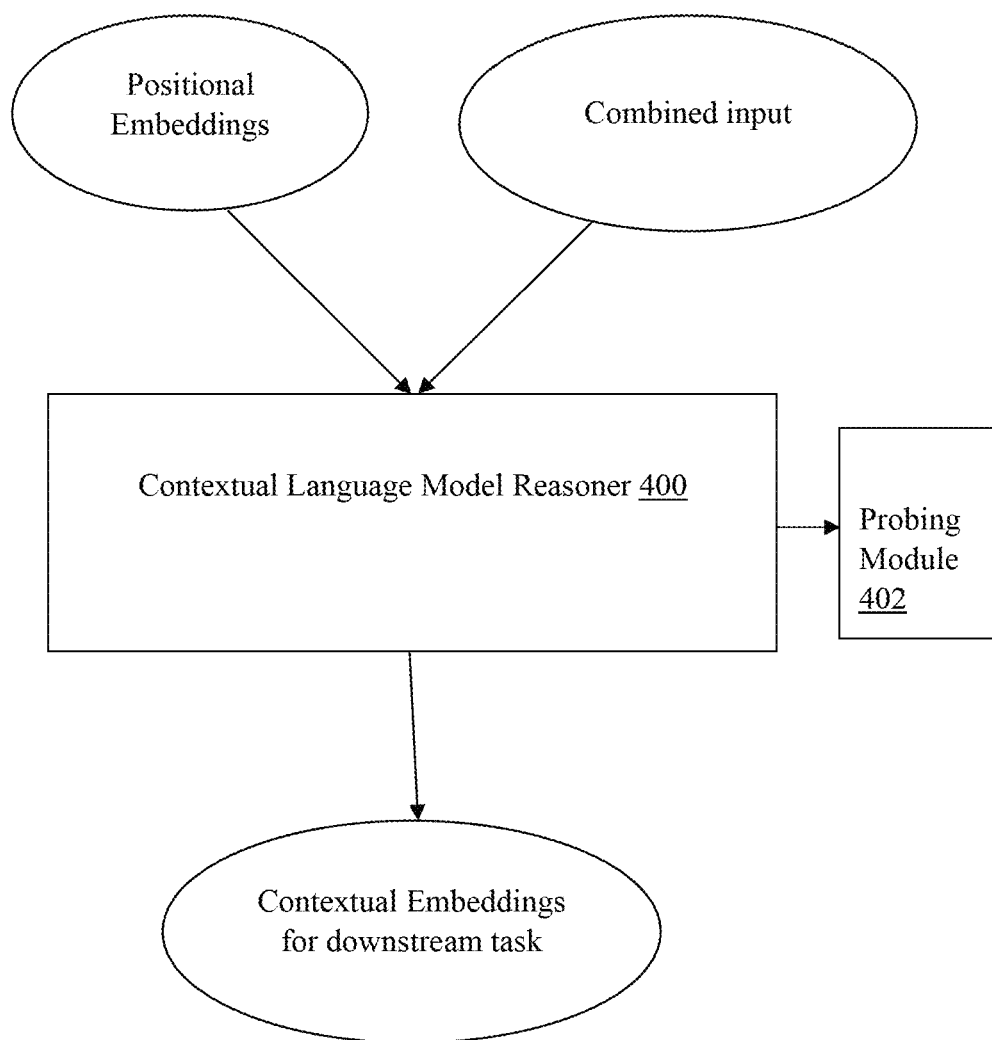 Positional
Embeddings
Combined input
Contextual Language Model Reasoner 400
Probing
Module
402
Contextual Embeddings
for downstream task